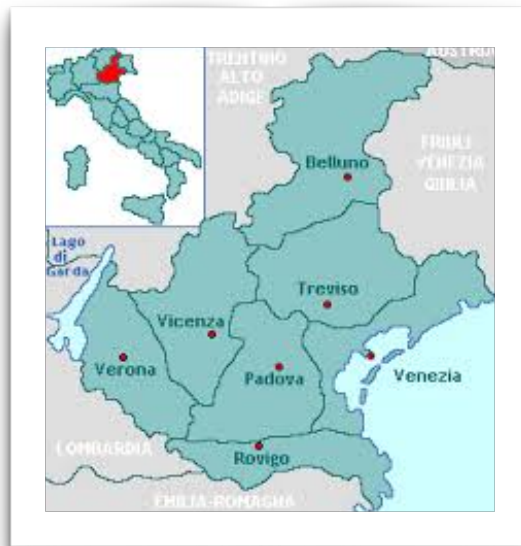 TRENTINO
ALTO
ADIGE
AUSTRIA
FRIULI-
VENEZIA
GIULIA
Belluno
Lago
di
Garda
Treviso
Vicenza
Verona
Padova
Venezia
LOMBARDIA
Rovigo
EMILIA-ROMAGNA